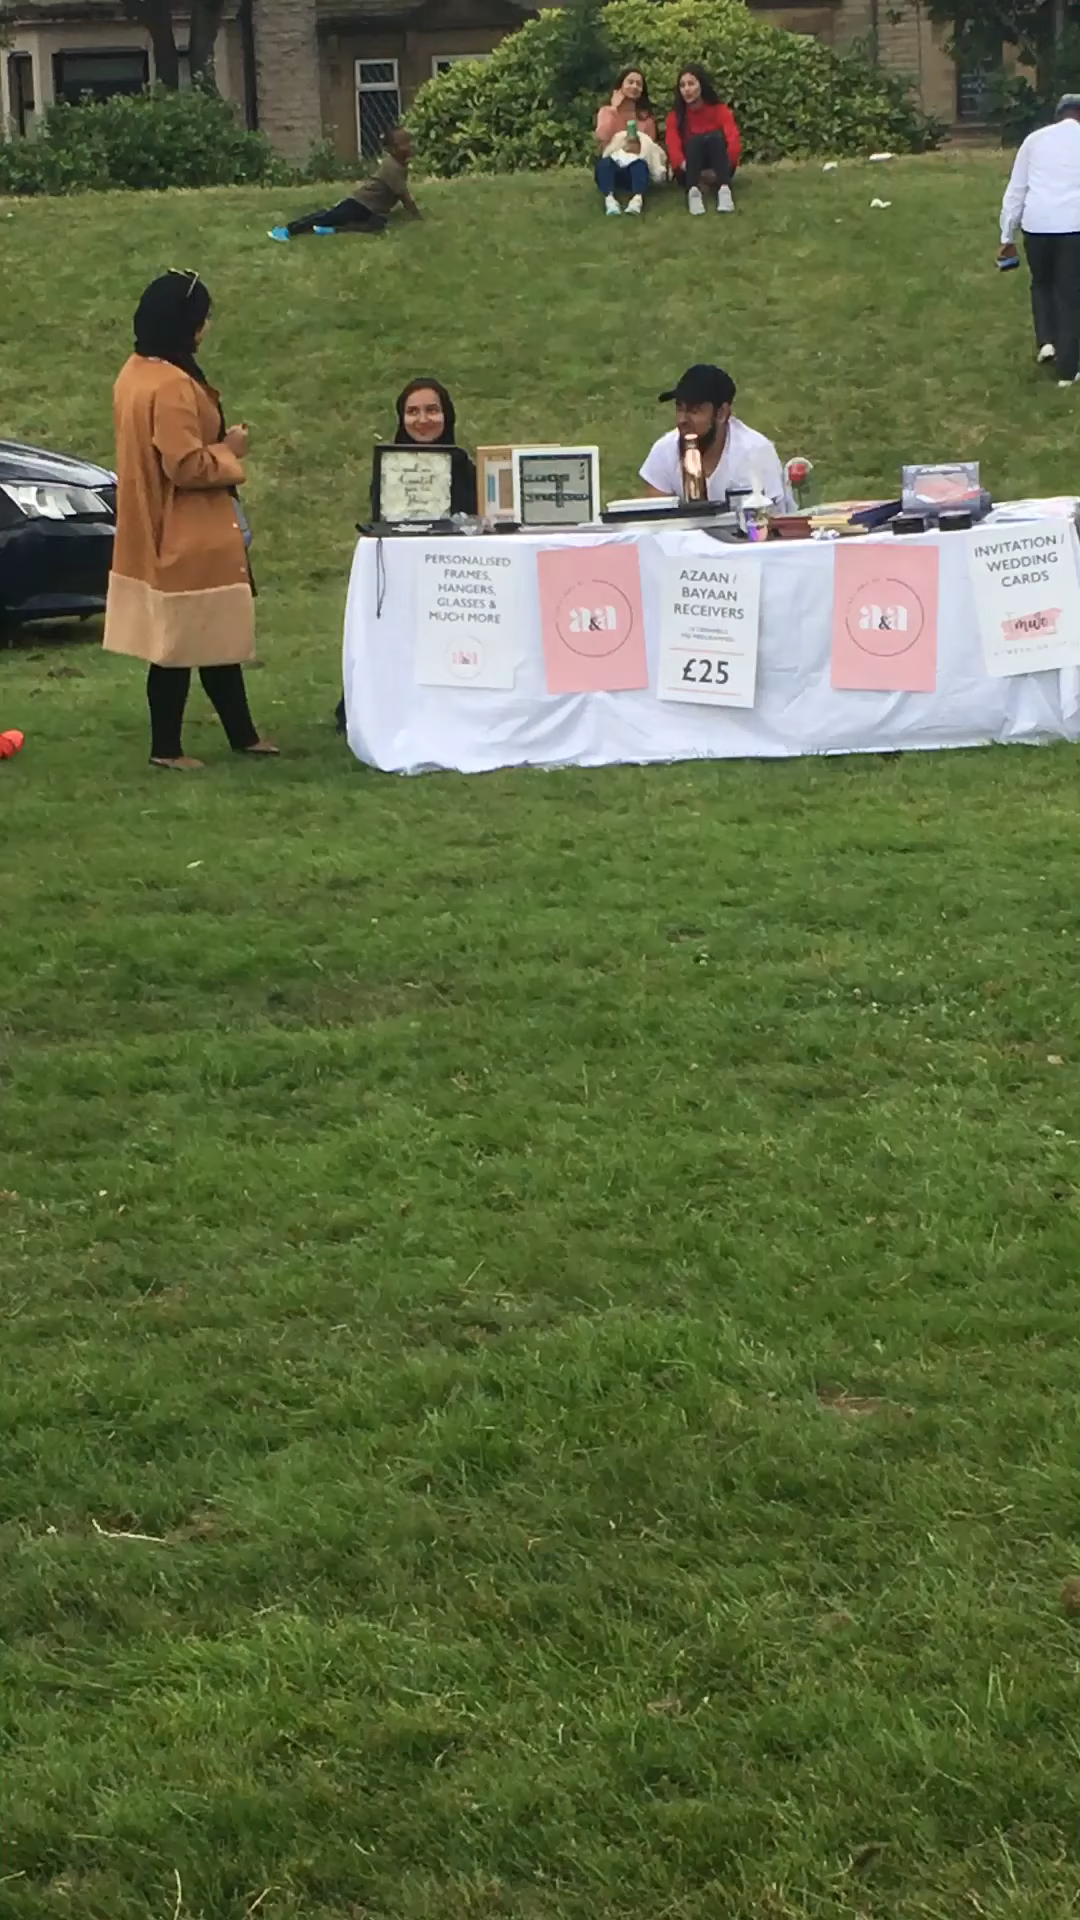 PERSONALISED
FRAMES,
HANGERS,
GLASSES &
MUCH MORE
a&a
a&a
AZAAN /
BAYAAN
RECEIVERS
£25
a&a
INVITATION /
WEDDING
CARDS